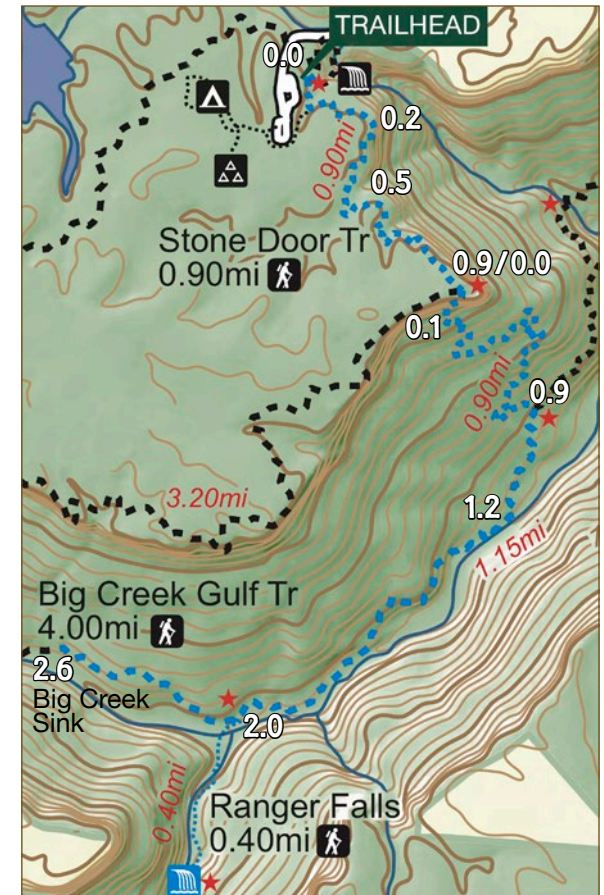 TRAILHEAD
0.0
0.2
0.90mi
0.5
Stone Door Tr
0.90mi
0.9/0.0
0.1
0.90mi
0.9
3.20mi
1.2
1.15mi
Big Creek Gulf Tr
4.00mi
2.6
Big Creek
Sink
2.0
0.40mi
Ranger Falls
0.40mi